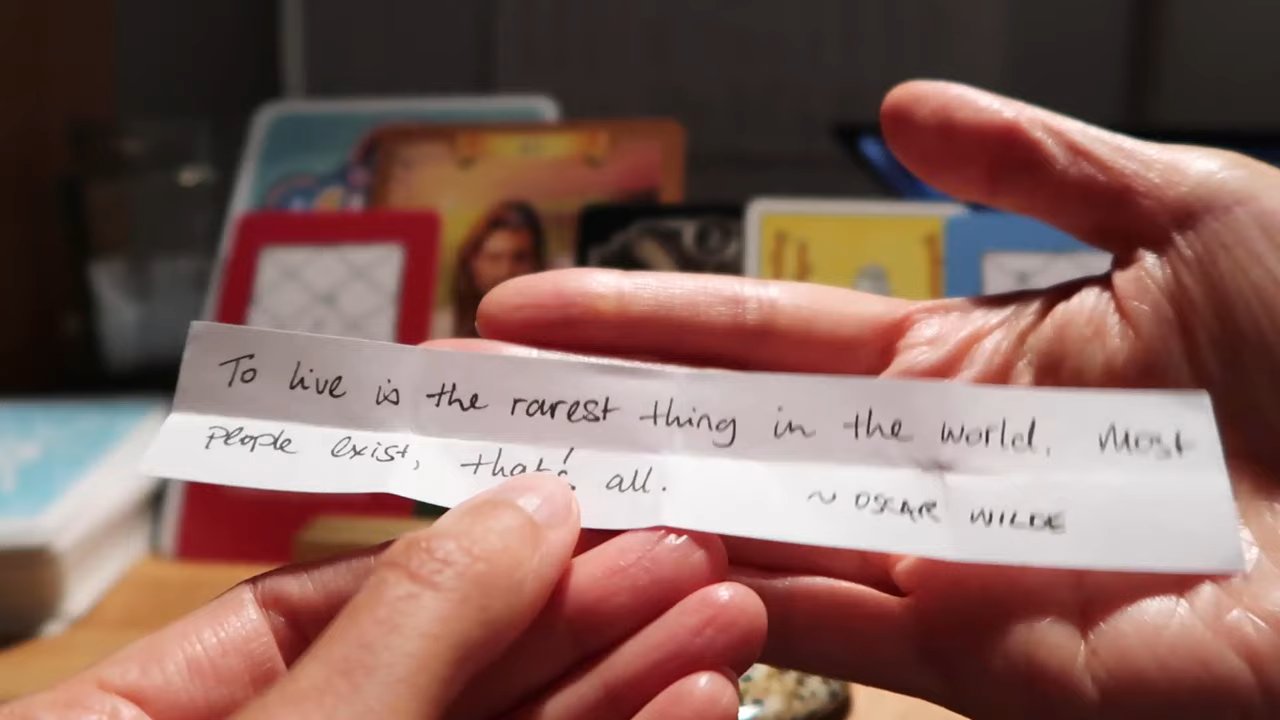 To live is the rarest thing in the world. Most
people exist, that's all.
~ OSCAR WILDE